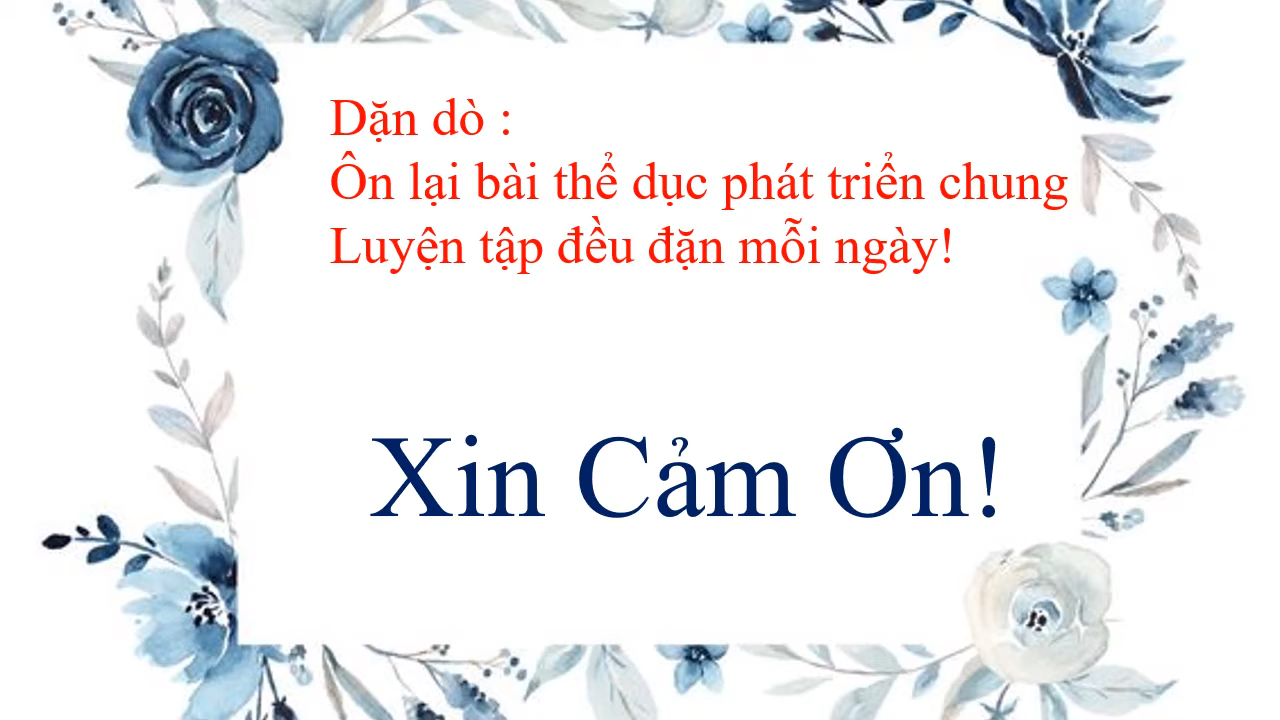 Dặn dò :
Ôn lại bài thể dục phát triển chung
Luyện tập đều đặn mỗi ngày!
Xin Cảm Ơn!